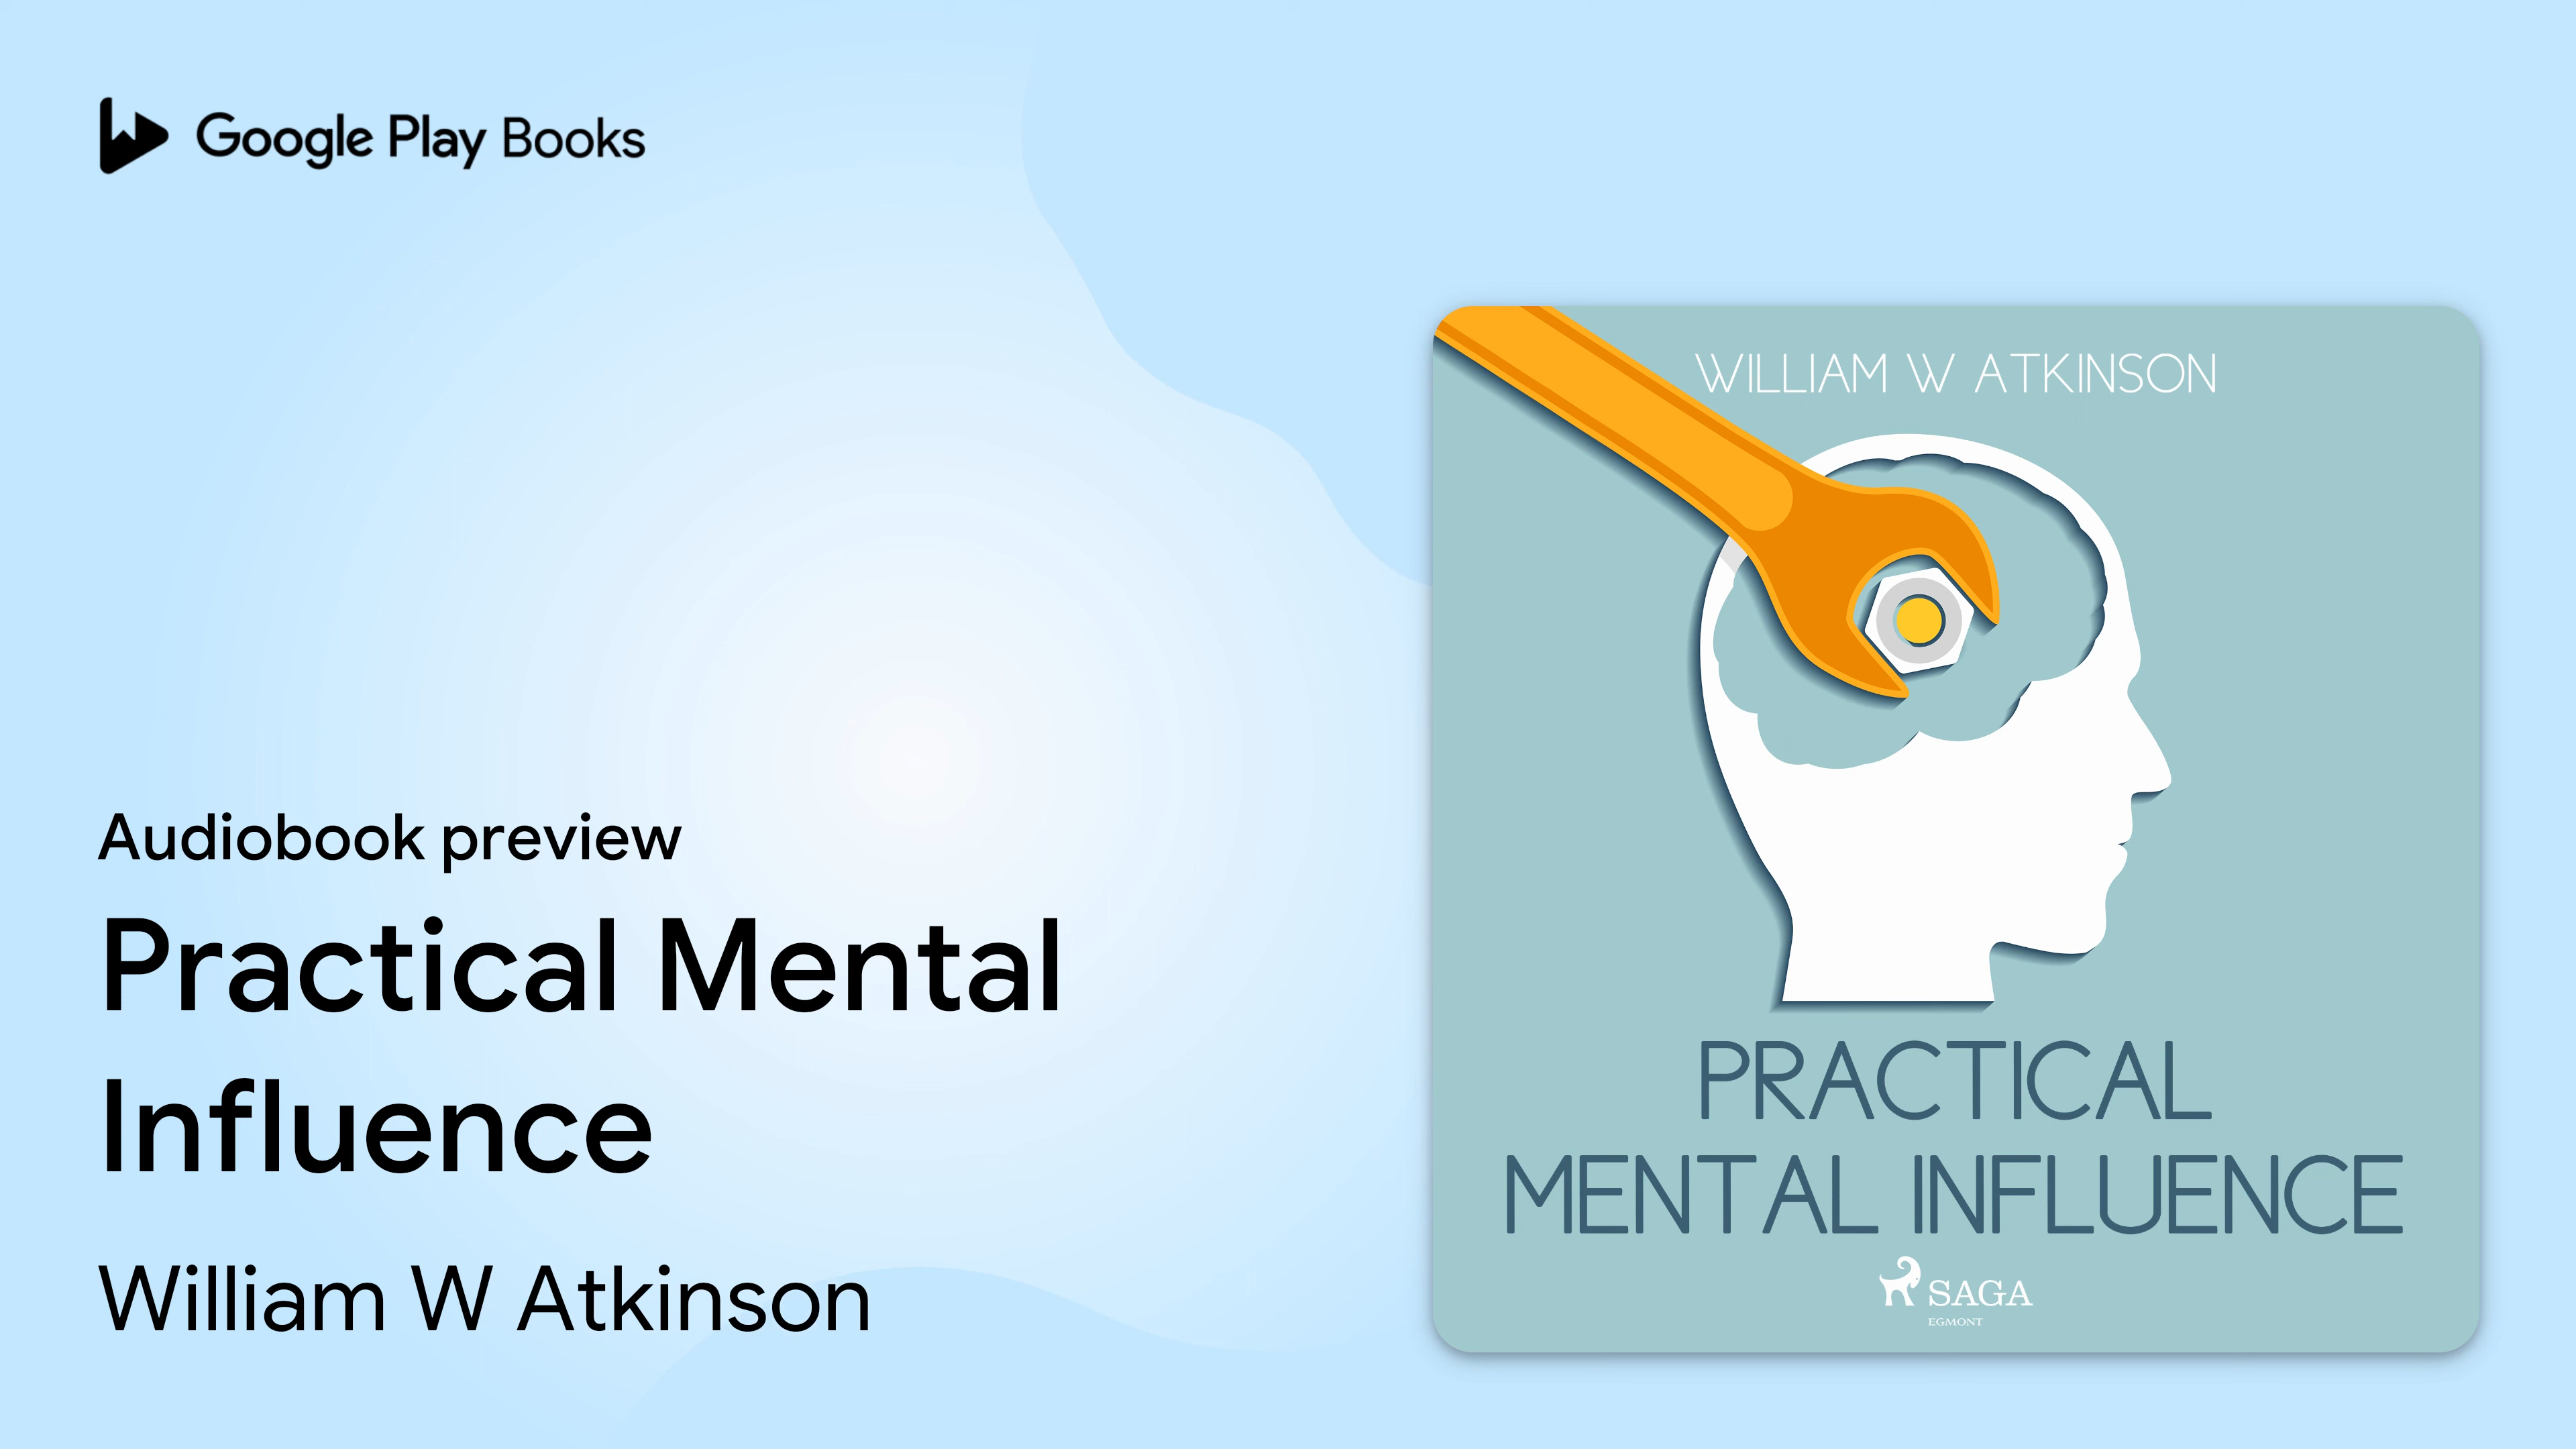 Google Play Books
Audiobook preview
Practical Mental
Influence
William W Atkinson
WILLIAM W ATKINSON
PRACTICAL
MENTAL INFLUENCE
SAGA
EGMONT